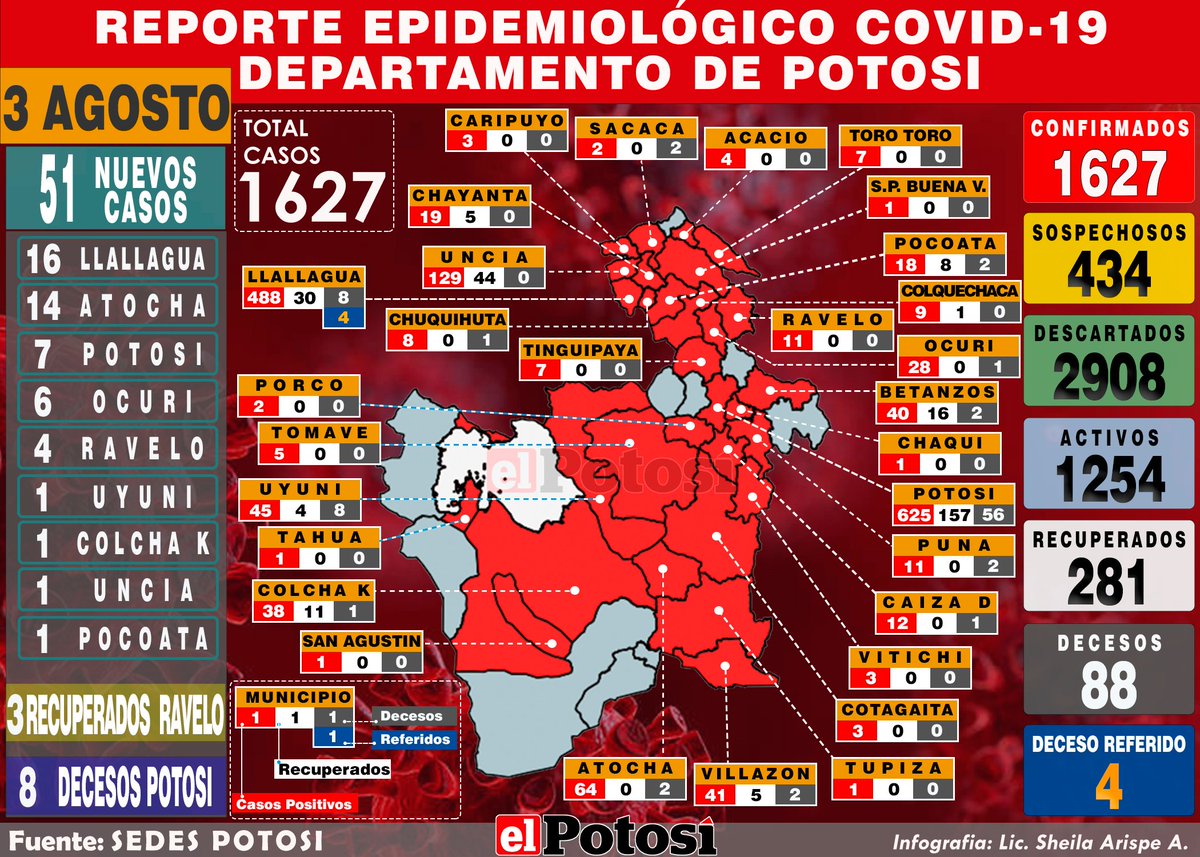 REPORTE EPIDEMIOLÓGICO COVID-19
DEPARTAMENTO DE POTOSI
3 AGOSTO
51 NUEVOS CASOS
16 LLALLAGUA
14 ATOCHA
7 POTOSI
6 OCURI
4 RAVELO
1 UYUNI
1 COLCHA K
1 UNCIA
1 POCOATA
3 RECUPERADOS RAVELO
8 DECESOS POTOSI
TOTAL
CASOS
1627
CARIPUYO
3 0 0
SACACA
2 0 2
ACACIO
4 0 0
TORO TORO
7 0 0
CHAYANTA
19 5 0
S.P. BUENA V.
1 0 0
UNCIA
129 44 0
POCOATA
18 8 2
LLALLAGUA
488 30 8
4
COLQUECHACA
9 1 0
CHUQUIHUTA
8 0 1
RAVELO
11 0 0
TINGUIPAYA
7 0 0
OCURI
28 0 1
PORCO
2 0 0
BETANZOS
40 16 2
TOMAVE
5 0 0
CHAQUI
1 0 0
UYUNI
45 4 8
POTOSI
625 157 56
TAHUA
1 0 0
PUNA
11 0 2
COLCHA K
38 11 1
CAIZA D
12 0 1
SAN AGUSTIN
1 0 0
VITICHI
3 0 0
COTAGAITA
3 0 0
ATOCHA
64 0 2
VILLAZON
41 5 2
TUPIZA
1 0 0
el Potosí
MUNICIPIO
1 1 1
1
Decesos
Referidos
Recuperados
Casos Positivos
CONFIRMADOS
1627
SOSPECHOSOS
434
DESCARTADOS
2908
ACTIVOS
1254
RECUPERADOS
281
DECESOS
88
DECESO REFERIDO
4
Fuente: SEDES POTOSI
el Potosí
Infografia: Lic. Sheila Arispe A.